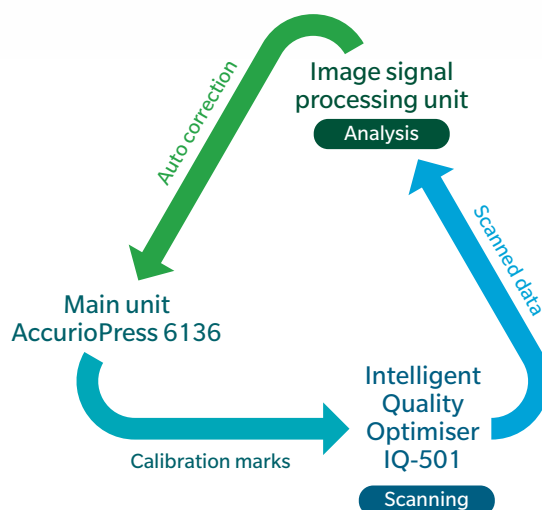 Image signal
processing unit
Analysis
Auto correction
Scanned data
Main unit
AccurioPress 6136
Intelligent
Quality
Optimiser
IQ-501
Calibration marks
Scanning